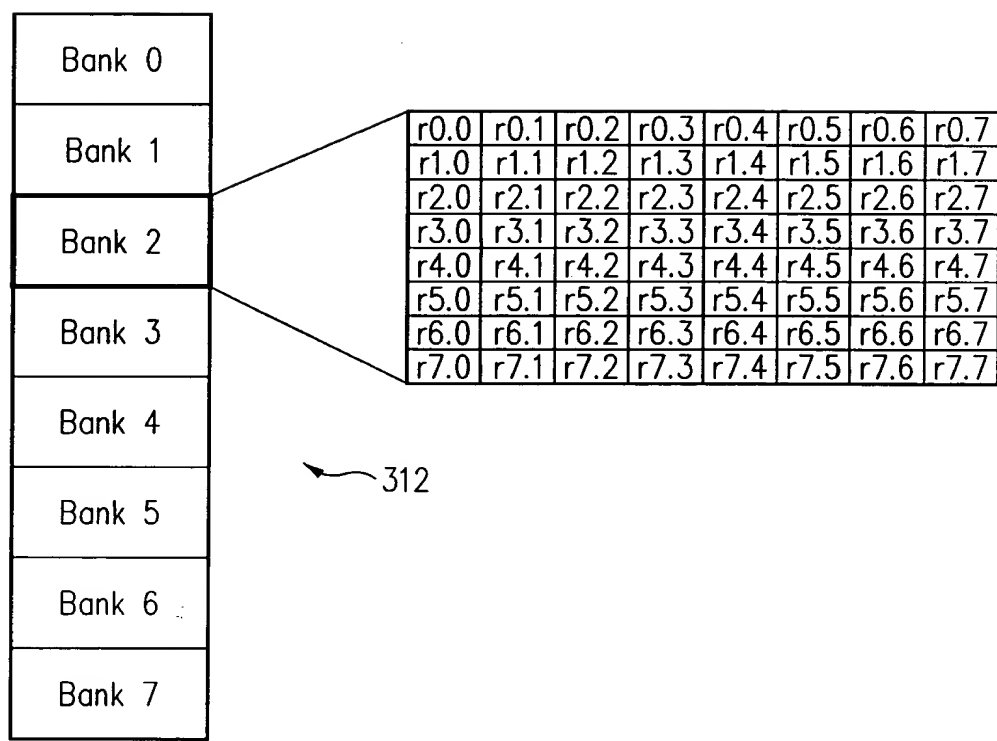 Bank 0
Bank 1
Bank 2
Bank 3
Bank 4
Bank 5
Bank 6
Bank 7
r0.0 r0.1 r0.2 r0.3 r0.4 r0.5 r0.6 r0.7
r1.0 r1.1 r1.2 r1.3 r1.4 r1.5 r1.6 r1.7
r2.0 r2.1 r2.2 r2.3 r2.4 r2.5 r2.6 r2.7
r3.0 r3.1 r3.2 r3.3 r3.4 r3.5 r3.6 r3.7
r4.0 r4.1 r4.2 r4.3 r4.4 r4.5 r4.6 r4.7
r5.0 r5.1 r5.2 r5.3 r5.4 r5.5 r5.6 r5.7
r6.0 r6.1 r6.2 r6.3 r6.4 r6.5 r6.6 r6.7
r7.0 r7.1 r7.2 r7.3 r7.4 r7.5 r7.6 r7.7
312